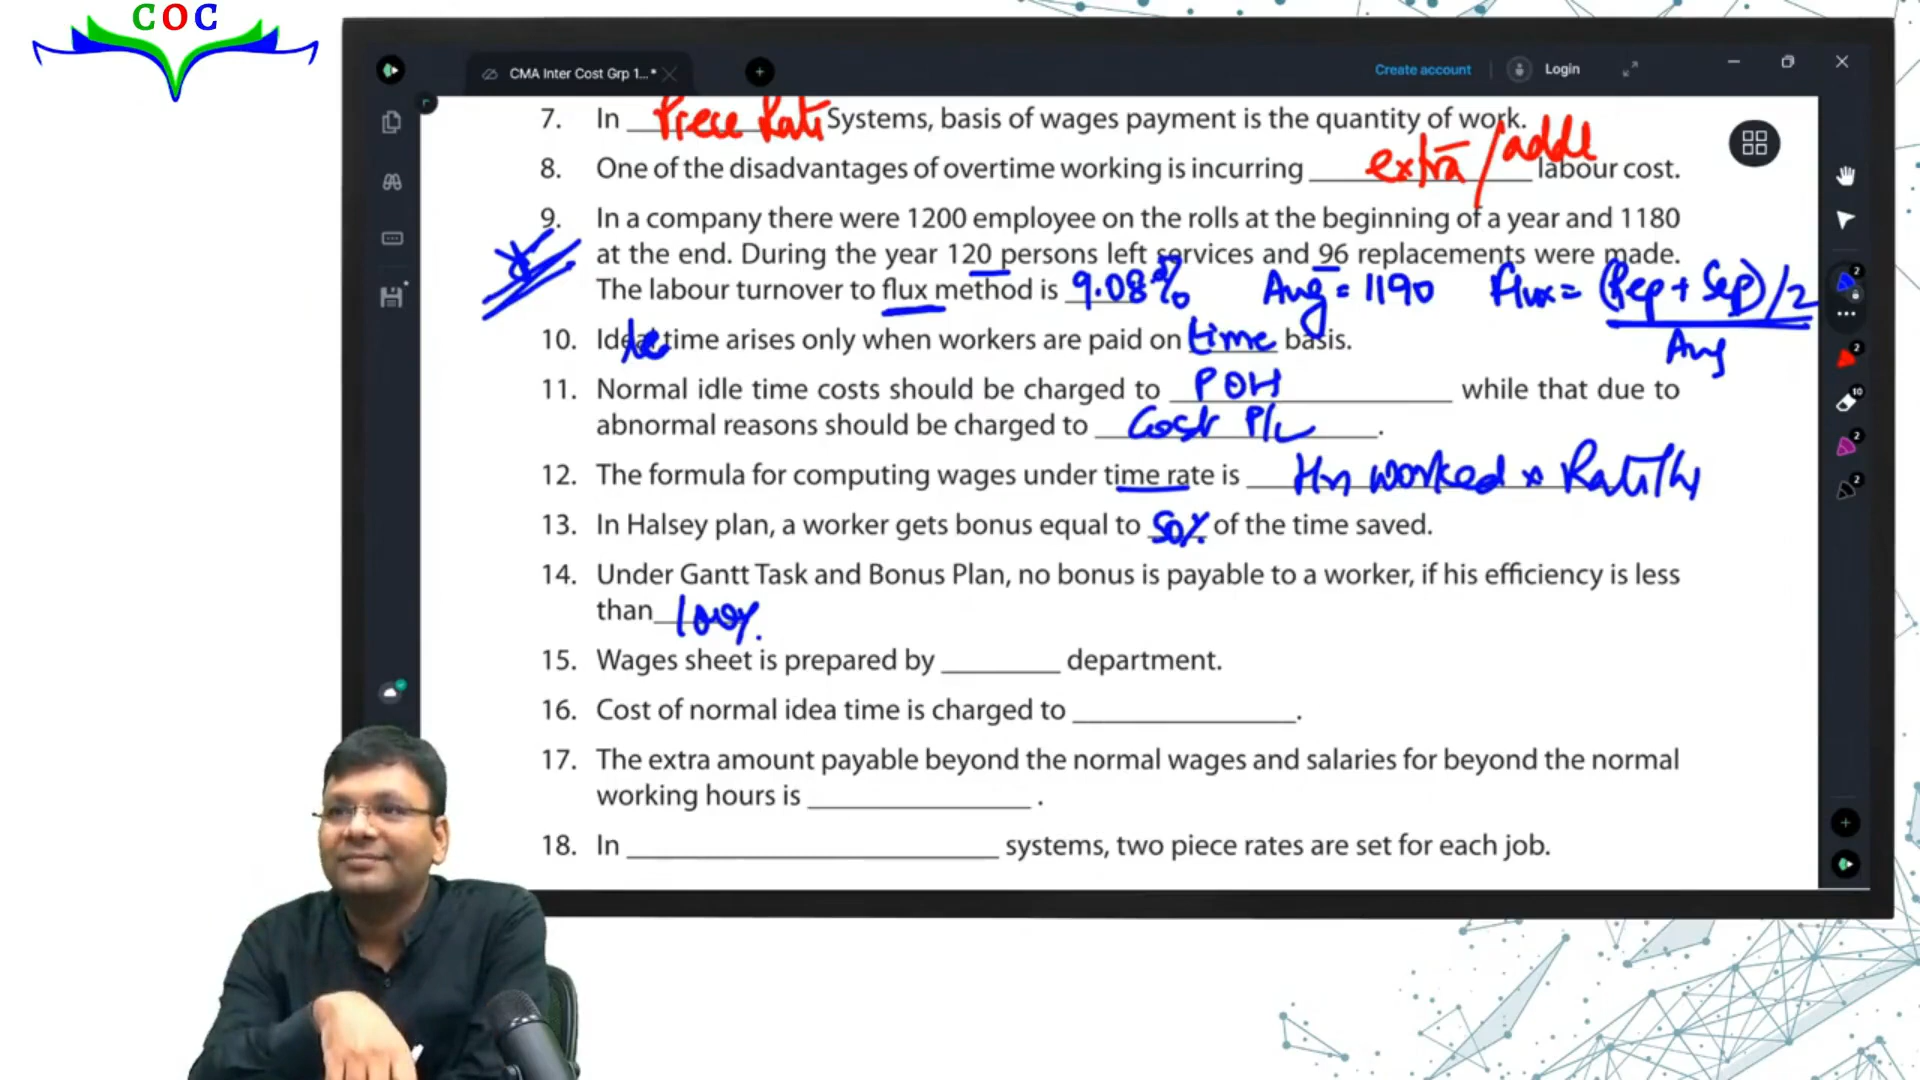 COC
CMA Inter Cost Grp 1...*
Create account
Login
7. In Piece Rate Systems, basis of wages payment is the quantity of work.
8. One of the disadvantages of overtime working is incurring extra/addl labour cost.
9. In a company there were 1200 employee on the rolls at the beginning of a year and 1180
at the end. During the year 120 persons left services and 96 replacements were made.
The labour turnover to flux method is 9.08% Avg = 1190 Flux = (Rep + Sep)/2
Avg
10. Ideal time arises only when workers are paid on time basis.
11. Normal idle time costs should be charged to POH while that due to
abnormal reasons should be charged to Cost P/L.
12. The formula for computing wages under time rate is Hrs worked × Rate/Hr
13. In Halsey plan, a worker gets bonus equal to 50% of the time saved.
14. Under Gantt Task and Bonus Plan, no bonus is payable to a worker, if his efficiency is less
than 100%.
15. Wages sheet is prepared by ________ department.
16. Cost of normal idea time is charged to _______________.
17. The extra amount payable beyond the normal wages and salaries for beyond the normal
working hours is _______________ .
18. In _________________________ systems, two piece rates are set for each job.